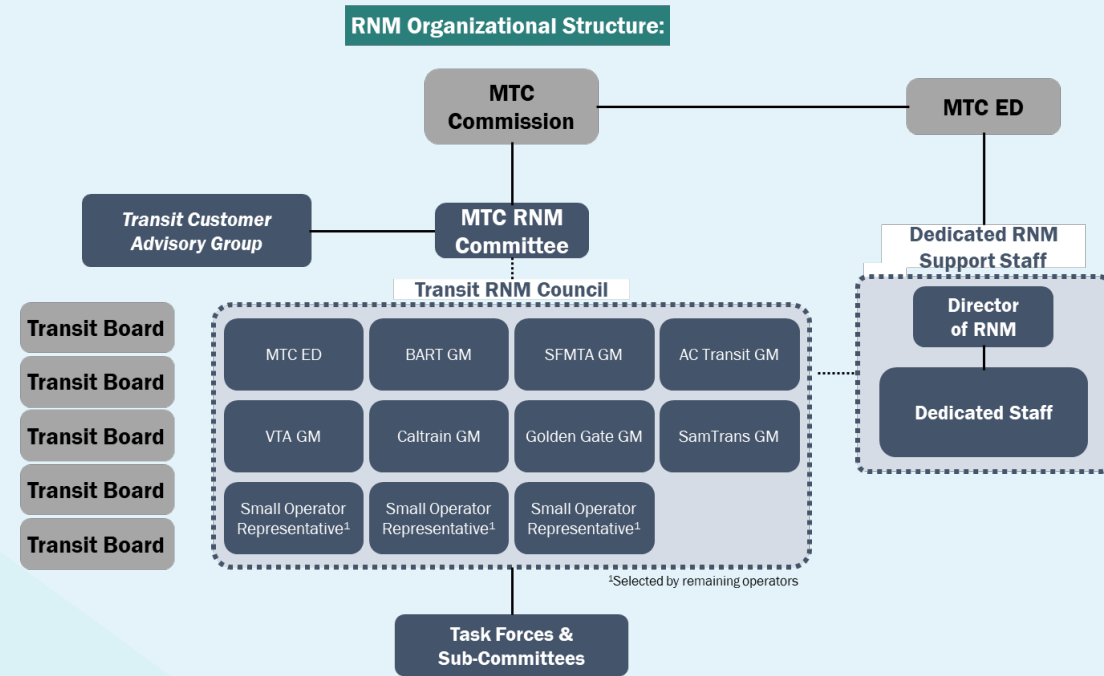 RNM Organizational Structure:
MTC
Commission
MTC ED
Transit Customer
Advisory Group
MTC RNM
Committee
Dedicated RNM
Support Staff
Transit RNM Council
Director
of RNM
Dedicated Staff
Transit Board
Transit Board
Transit Board
Transit Board
Transit Board
MTC ED
BART GM
SFMTA GM
AC Transit GM
VTA GM
Caltrain GM
Golden Gate GM
SamTrans GM
Small Operator
Representative¹
Small Operator
Representative¹
Small Operator
Representative¹
¹Selected by remaining operators
Task Forces &
Sub-Committees